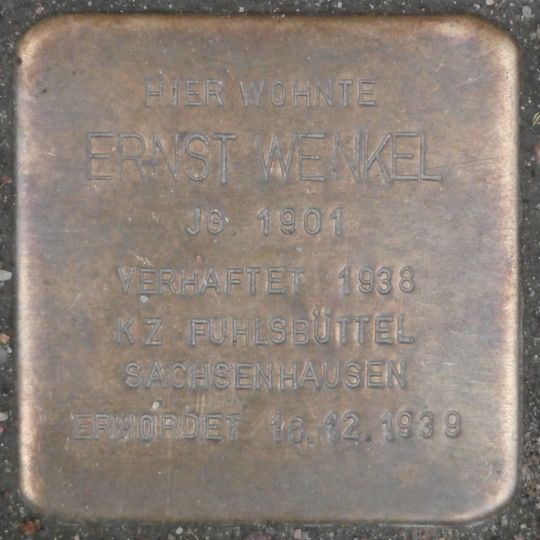 HIER WOHNTE
ERNST WENKEL
JG. 1901
VERHAFTET 1938
KZ FUHLSBÜTTEL
SACHSENHAUSEN
ERMORDET 16.12.1939